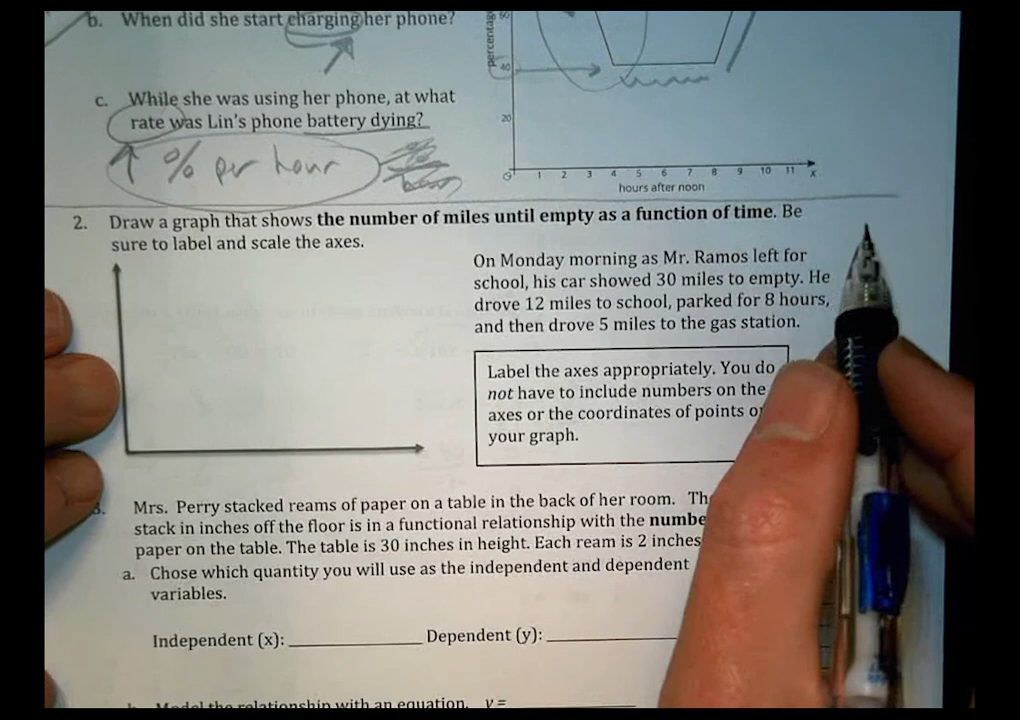 b. When did she start charging her phone?
percentag
60
40
20
c. While she was using her phone, at what
rate was Lin's phone battery dying?
% per hour
1 2 3 4 5 6 7 8 9 10 11 x
hours after noon
2. Draw a graph that shows the number of miles until empty as a function of time. Be
sure to label and scale the axes.
On Monday morning as Mr. Ramos left for
school, his car showed 30 miles to empty. He
drove 12 miles to school, parked for 8 hours,
and then drove 5 miles to the gas station.
Label the axes appropriately. You do
not have to include numbers on the
axes or the coordinates of points o
your graph.
3. Mrs. Perry stacked reams of paper on a table in the back of her room. Th
stack in inches off the floor is in a functional relationship with the numbe
paper on the table. The table is 30 inches in height. Each ream is 2 inches
a. Chose which quantity you will use as the independent and dependent
variables.
Independent (x): Dependent (y):
Model the relationship with an equation. y =